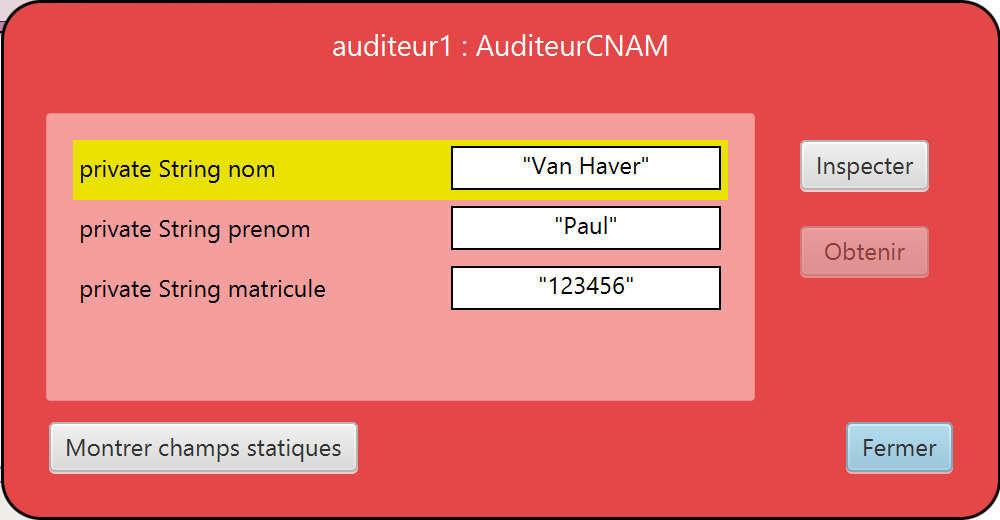 auditeur1 : AuditeurCNAM
private String nom "Van Haver"
private String prenom "Paul"
private String matricule "123456"
Inspecter
Obtenir
Montrer champs statiques
Fermer